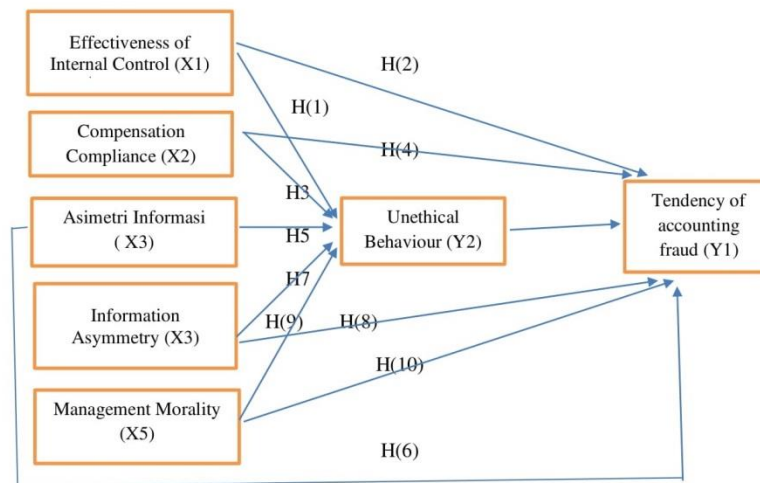 Effectiveness of
Internal Control (X1)
H(2)
H(1)
Compensation
Compliance (X2)
H(4)
H3
Asimetri Informasi
( X3)
H5
Unethical
Behaviour (Y2)
Tendency of
accounting
fraud (Y1)
H7
Information
Asymmetry (X3)
H(9)
H(8)
H(10)
Management Morality
(X5)
H(6)